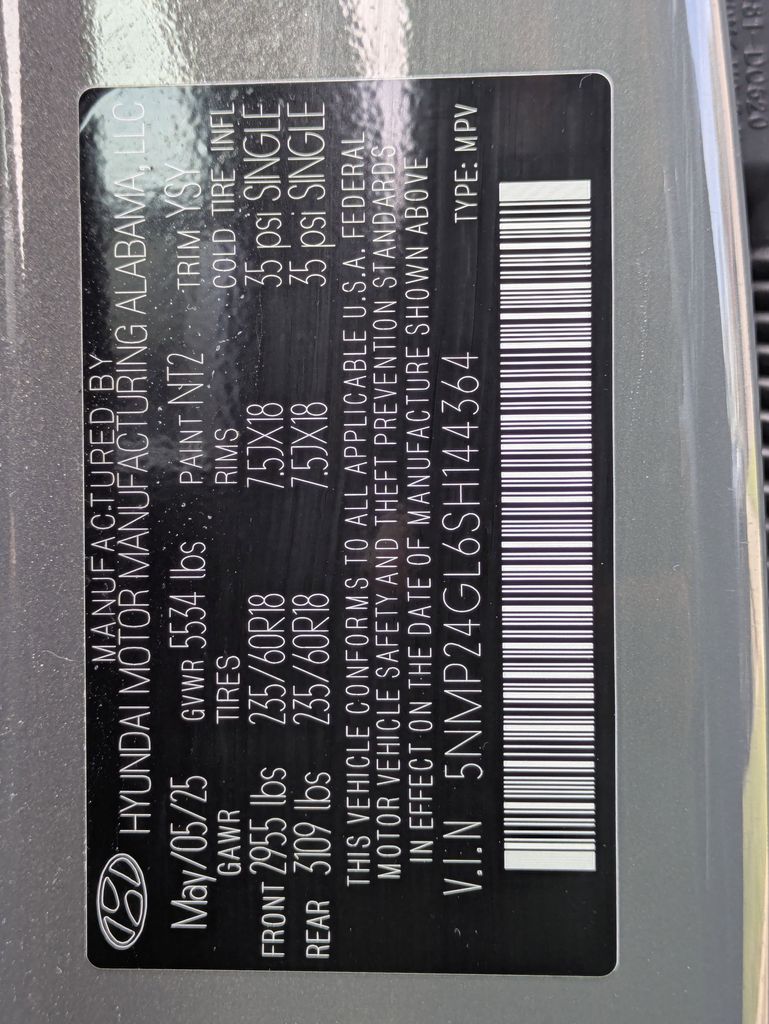 MANUFACTURED BY
HYUNDAI MOTOR MANUFACTURING ALABAMA, LLC
May/05/25 GVWR 5534 lbs PAINT NT2 TRIM YSY
GAWR TIRES RIMS COLD TIRE INFL
FRONT 2955 lbs 235/60R18 7.5JX18 35 psi SINGLE
REAR 3109 lbs 235/60R18 7.5JX18 35 psi SINGLE
THIS VEHICLE CONFORMS TO ALL APPLICABLE U.S.A. FEDERAL
MOTOR VEHICLE SAFETY AND THEFT PREVENTION STANDARDS
IN EFFECT ON THE DATE OF MANUFACTURE SHOWN ABOVE
V.I.N 5NMP24GL6SH144364 TYPE: MPV